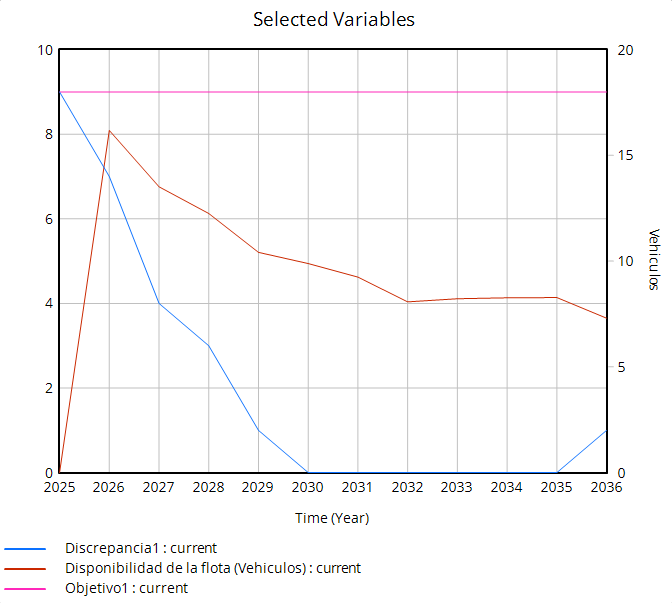 Selected Variables
10
8
6
4
2
0
20
15
10
5
0
Vehiculos
2025 2026 2027 2028 2029 2030 2031 2032 2033 2034 2035 2036
Time (Year)
Discrepancia1 : current
Disponibilidad de la flota (Vehiculos) : current
Objetivo1 : current